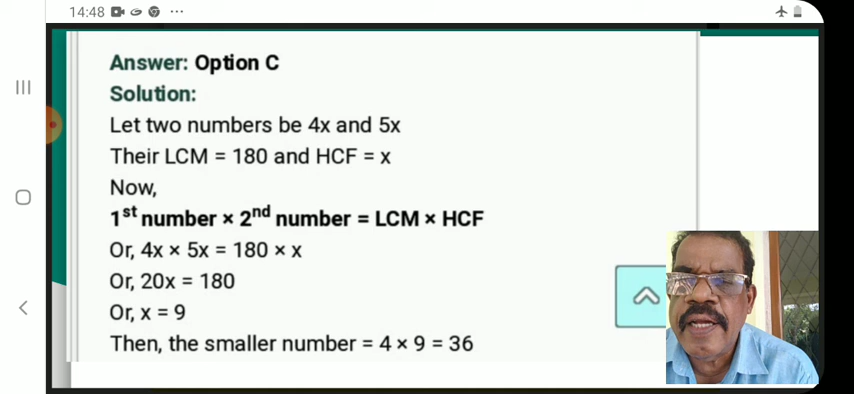 14:48
Answer: Option C
Solution:
Let two numbers be 4x and 5x
Their LCM = 180 and HCF = x
Now,
1st number × 2nd number = LCM × HCF
Or, 4x × 5x = 180 × x
Or, 20x = 180
Or, x = 9
Then, the smaller number = 4 × 9 = 36